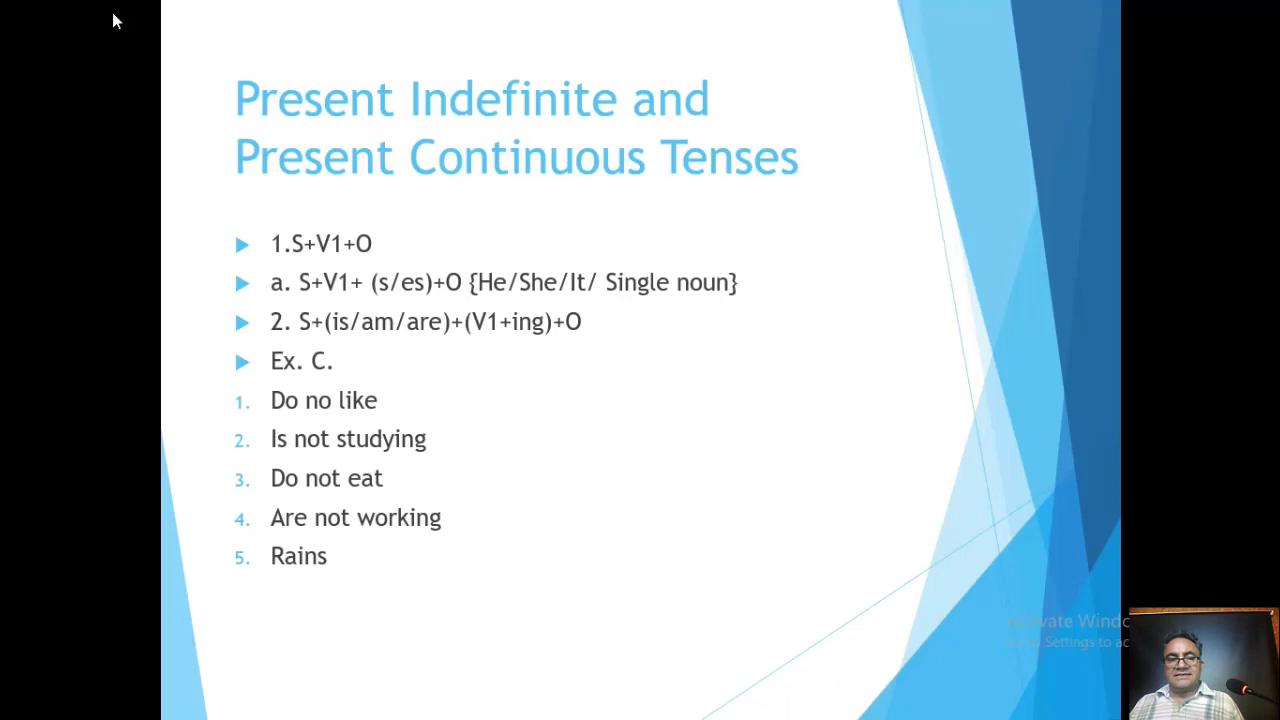 Present Indefinite and
Present Continuous Tenses
1.S+V1+O
a. S+V1+ (s/es)+O {He/She/It/ Single noun}
2. S+(is/am/are)+(V1+ing)+O
Ex. C.
1. Do no like
2. Is not studying
3. Do not eat
4. Are not working
5. Rains
Settings to